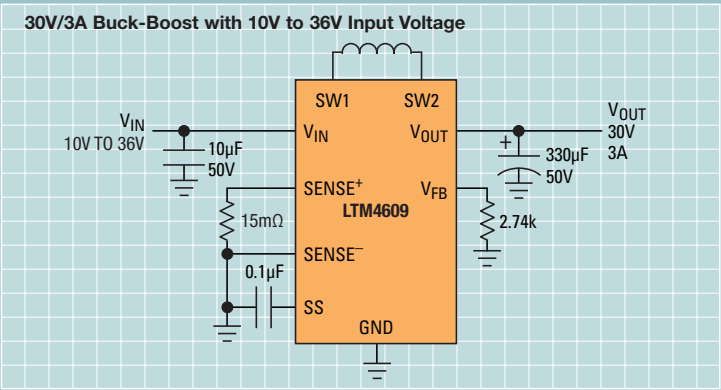 30V/3A Buck-Boost with 10V to 36V Input Voltage
SW1 SW2
VIN
10V TO 36V
VIN
VOUT
VOUT
30V
3A
10µF
50V
+
330µF
50V
SENSE+
VFB
15mΩ
LTM4609
2.74k
SENSE−
0.1µF
SS
GND